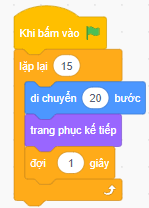 Khi bấm vào
lặp lại 15
di chuyển 20 bước
trang phục kế tiếp
đợi 1 giây